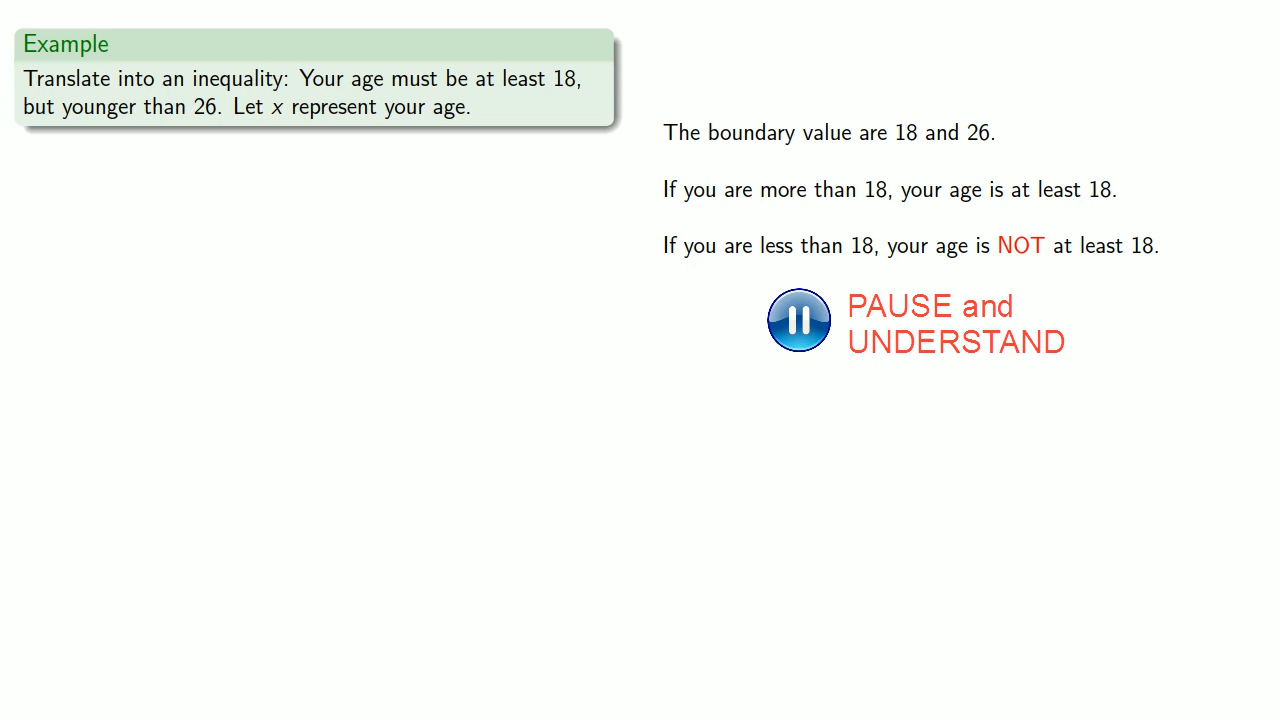 Example
Translate into an inequality: Your age must be at least 18,
but younger than 26. Let x represent your age.
The boundary value are 18 and 26.
If you are more than 18, your age is at least 18.
If you are less than 18, your age is NOT at least 18.
PAUSE and
UNDERSTAND